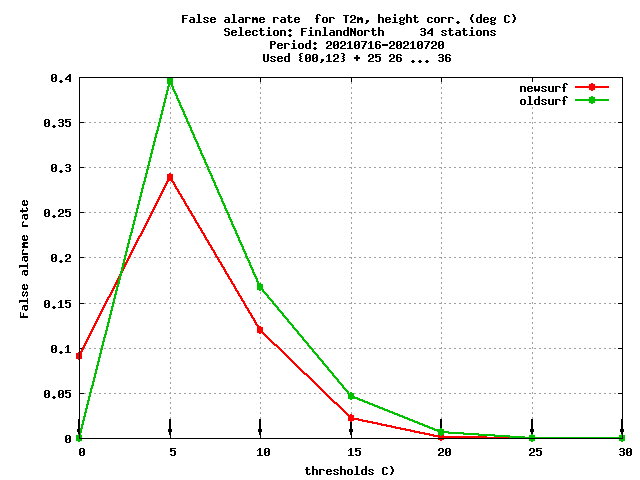 False alarme rate  for T2m, height corr. (deg C)
Selection: FinlandNorth     34 stations
Period: 20210716-20210720
Used {00,12} + 25 26 ... 36
newsurf
oldsurf
0.4
0.35
0.3
0.25
0.2
0.15
0.1
0.05
0
False alarme rate
0 5 10 15 20 25 30
thresholds C)